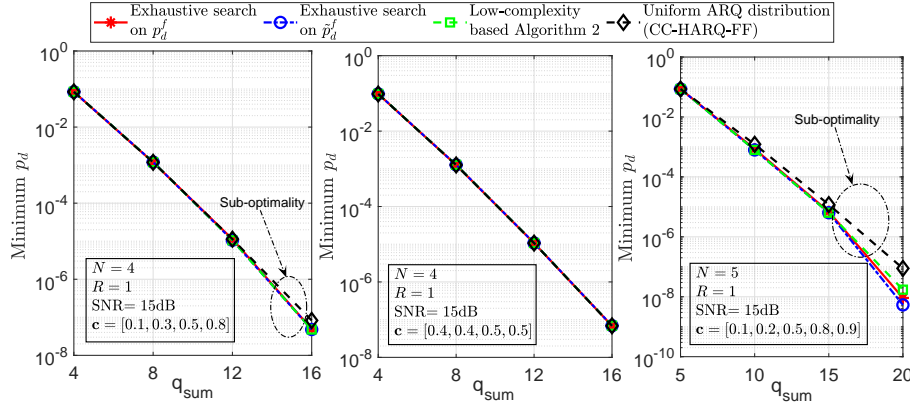 Exhaustive search on p_d^f
Exhaustive search on p̃_d^f
Low-complexity based Algorithm 2
Uniform ARQ distribution (CC-HARQ-FF)
Minimum p_d
10^0
10^-2
10^-4
10^-6
10^-8
Sub-optimality
N = 4
R = 1
SNR= 15dB
c = [0.1, 0.3, 0.5, 0.8]
4 8 12 16
q_sum
Minimum p_d
10^0
10^-2
10^-4
10^-6
10^-8
N = 4
R = 1
SNR= 15dB
c = [0.4, 0.4, 0.5, 0.5]
4 8 12 16
q_sum
Minimum p_d
10^0
10^-2
10^-4
10^-6
10^-8
10^-10
Sub-optimality
N = 5
R = 1
SNR= 15dB
c = [0.1, 0.2, 0.5, 0.8, 0.9]
5 10 15 20
q_sum